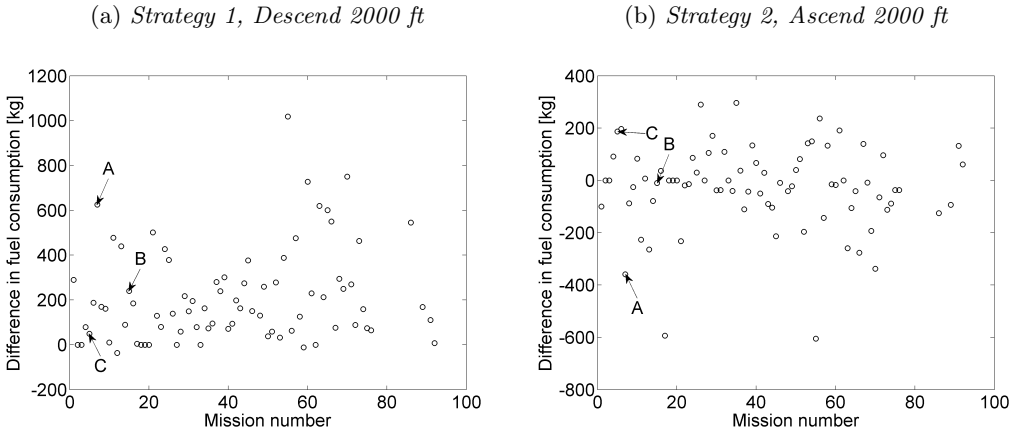 (a) Strategy 1, Descend 2000 ft
1200
1000
800
600
400
200
0
-200
0 20 40 60 80 100
Difference in fuel consumption [kg]
Mission number
A
B
C
(b) Strategy 2, Ascend 2000 ft
400
200
0
-200
-400
-600
-800
0 20 40 60 80 100
Difference in fuel consumption [kg]
Mission number
C
B
A